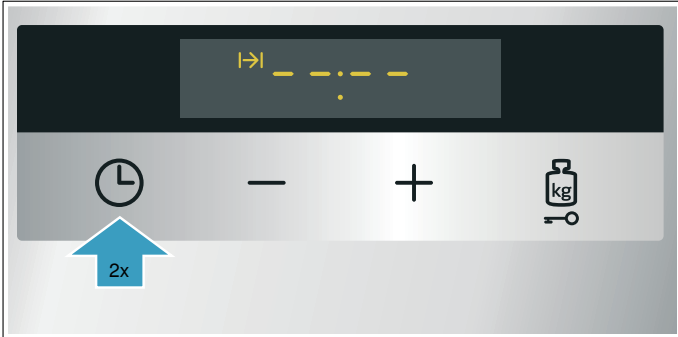 |→| – –:– –
kg
2x